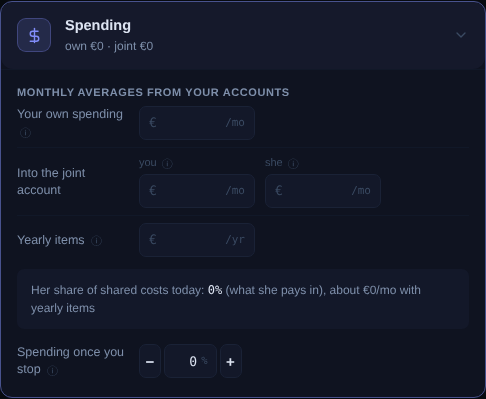 $
Spending
own €0 · joint €0
MONTHLY AVERAGES FROM YOUR ACCOUNTS
Your own spending ⓘ
€ /mo
you ⓘ she ⓘ
Into the joint
account
€ /mo € /mo
Yearly items ⓘ € /yr
Her share of shared costs today: 0% (what she pays in), about €0/mo with
yearly items
Spending once you
stop ⓘ
− 0 % +